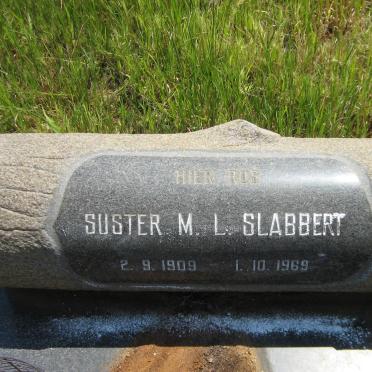 HIER RUS
SUSTER M. L. SLABBERT
2. 9. 1909 - 1. 10. 1969